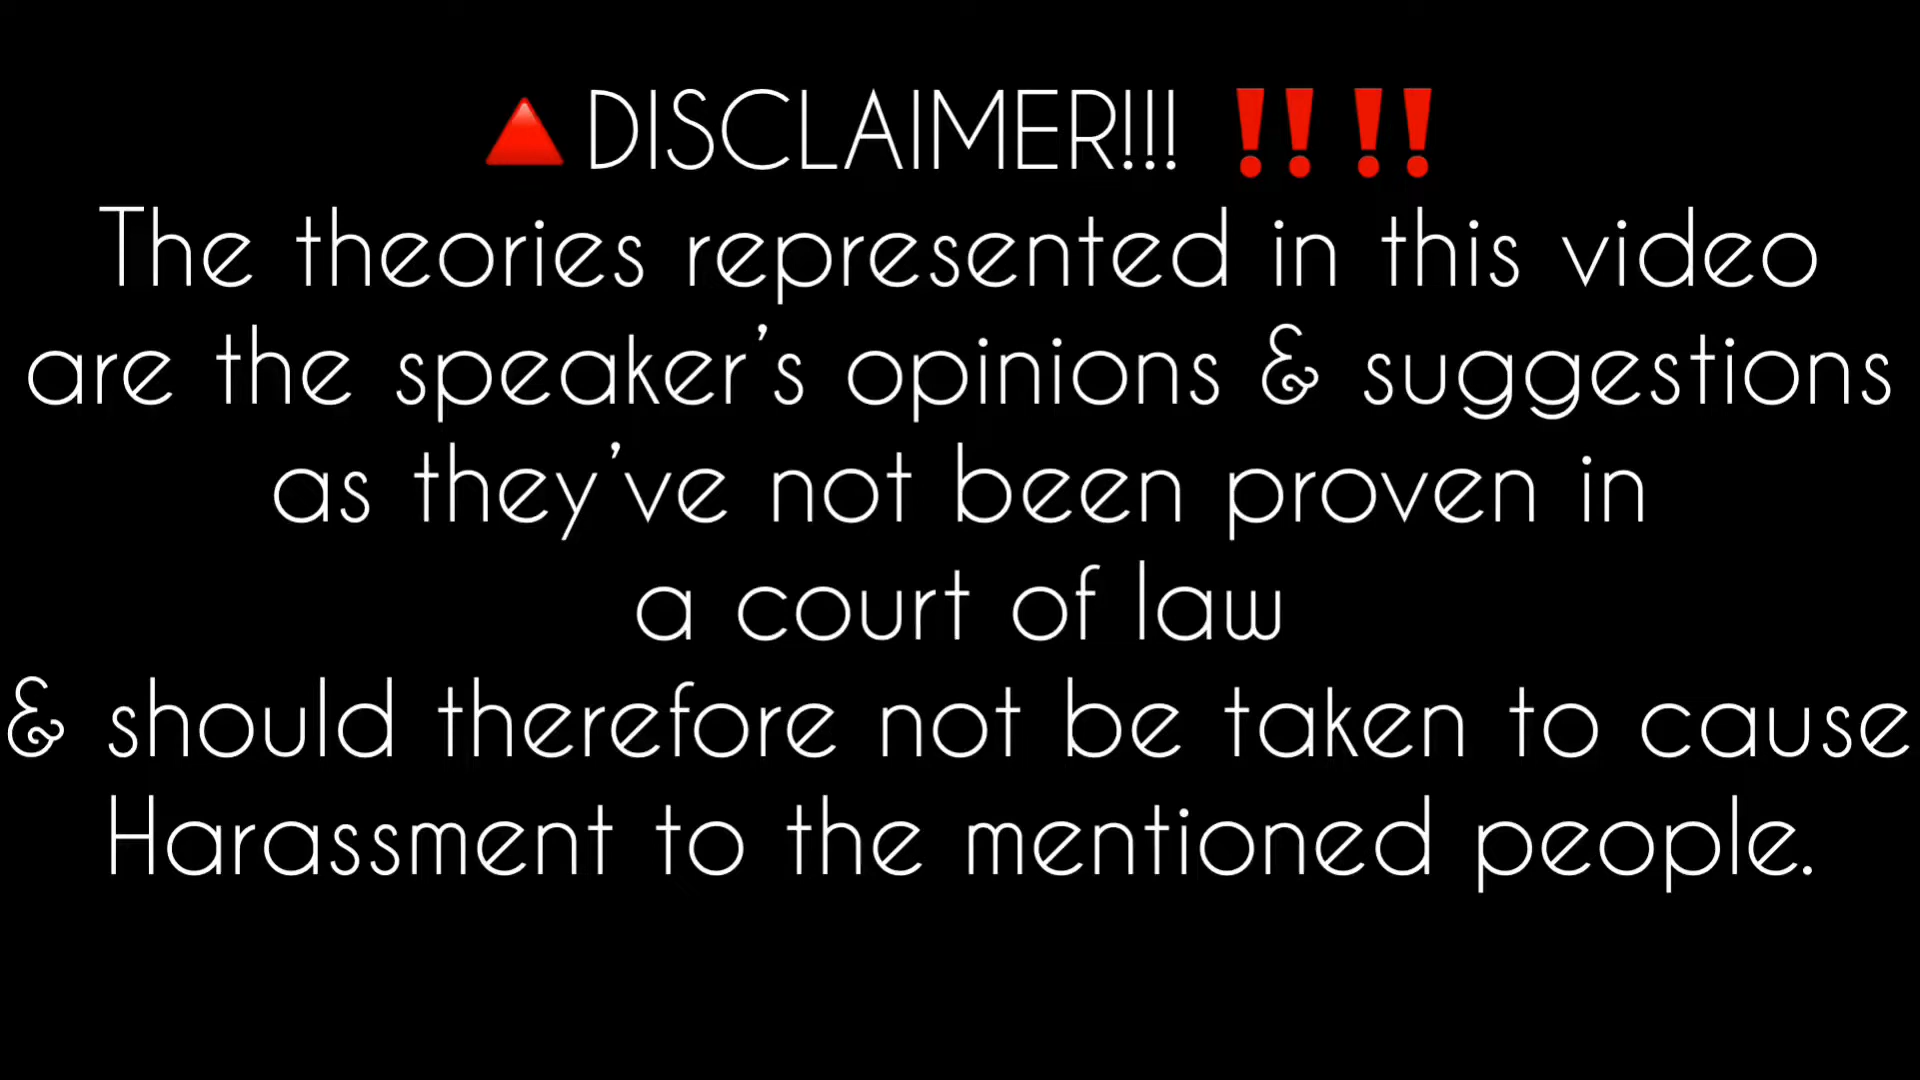 🔺DISCLAIMER!!! ‼️‼️
The theories represented in this video
are the speaker’s opinions & suggestions
as they’ve not been proven in
a court of law
& should therefore not be taken to cause
Harassment to the mentioned people.